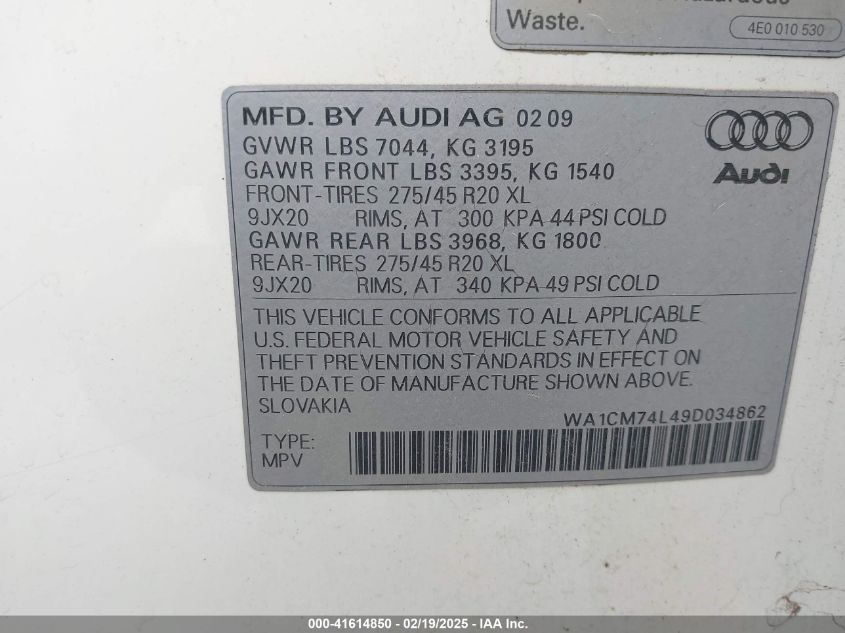 Waste.
4E0 010 530
MFD. BY AUDI AG 02 09
GVWR LBS 7044, KG 3195
GAWR FRONT LBS 3395, KG 1540
FRONT-TIRES 275/45 R20 XL
9JX20 RIMS, AT 300 KPA 44 PSI COLD
GAWR REAR LBS 3968, KG 1800
REAR-TIRES 275/45 R20 XL
9JX20 RIMS, AT 340 KPA 49 PSI COLD
Audi
THIS VEHICLE CONFORMS TO ALL APPLICABLE
U.S. FEDERAL MOTOR VEHICLE SAFETY AND
THEFT PREVENTION STANDARDS IN EFFECT ON
THE DATE OF MANUFACTURE SHOWN ABOVE.
SLOVAKIA
WA1CM74L49D034862
TYPE:
MPV
000-41614850 - 02/19/2025 - IAA Inc.